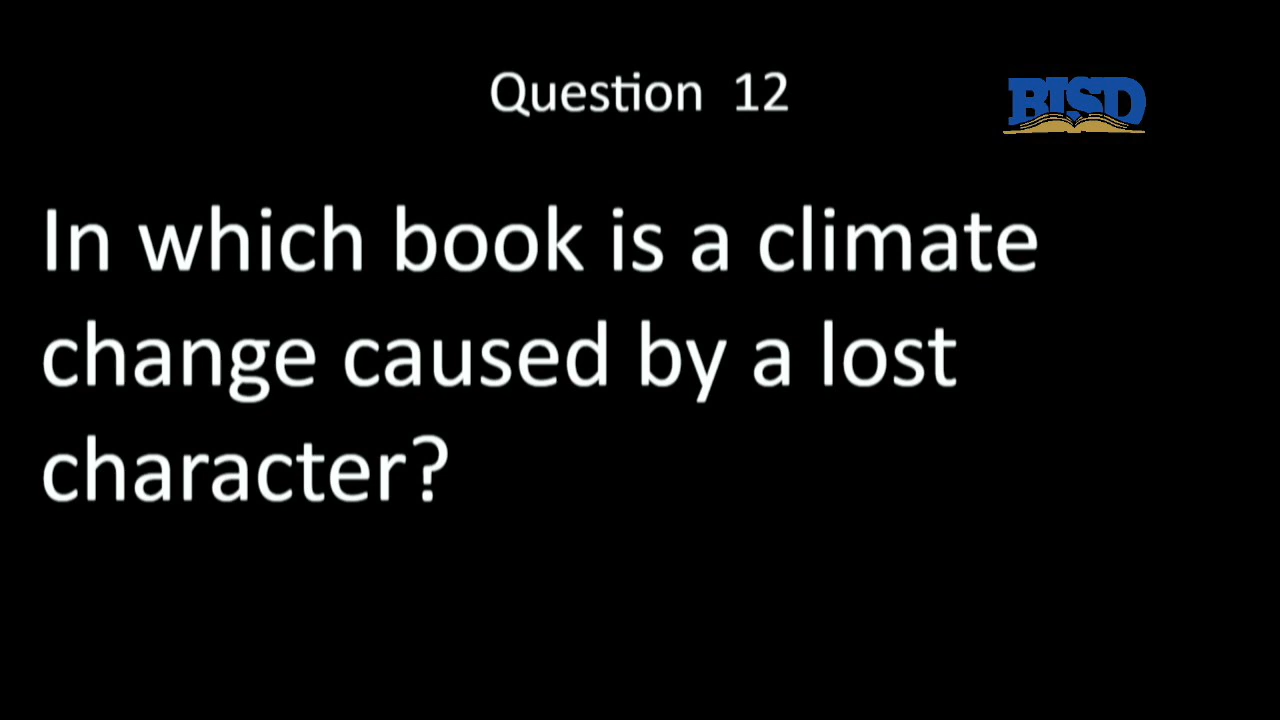 Question 12
BISD
In which book is a climate
change caused by a lost
character?